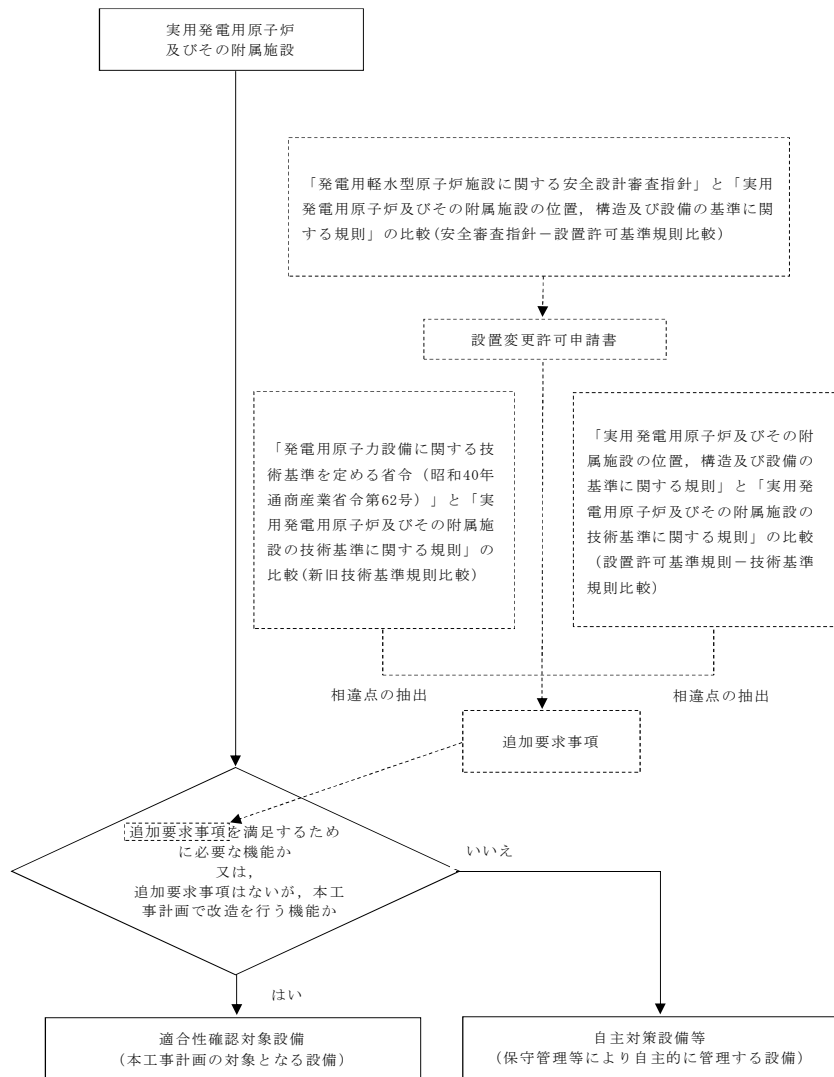 実用発電用原子炉
及びその附属施設
「発電用軽水型原子炉施設に関する安全設計審査指針」と「実用
発電用原子炉及びその附属施設の位置，構造及び設備の基準に関
する規則」の比較(安全審査指針－設置許可基準規則比較)
設置変更許可申請書
「発電用原子力設備に関する技
術基準を定める省令（昭和40年
通商産業省令第62号）」と「実
用発電用原子炉及びその附属施
設の技術基準に関する規則」の
比較(新旧技術基準規則比較)
「実用発電用原子炉及びその附
属施設の位置，構造及び設備の
基準に関する規則」と「実用発
電用原子炉及びその附属施設の
技術基準に関する規則」の比較
（設置許可基準規則－技術基準
規則比較）
相違点の抽出
相違点の抽出
追加要求事項
追加要求事項を満足するため
に必要な機能か
又は，
追加要求事項はないが，本工
事計画で改造を行う機能か
いいえ
はい
適合性確認対象設備
（本工事計画の対象となる設備）
自主対策設備等
（保守管理等により自主的に管理する設備）